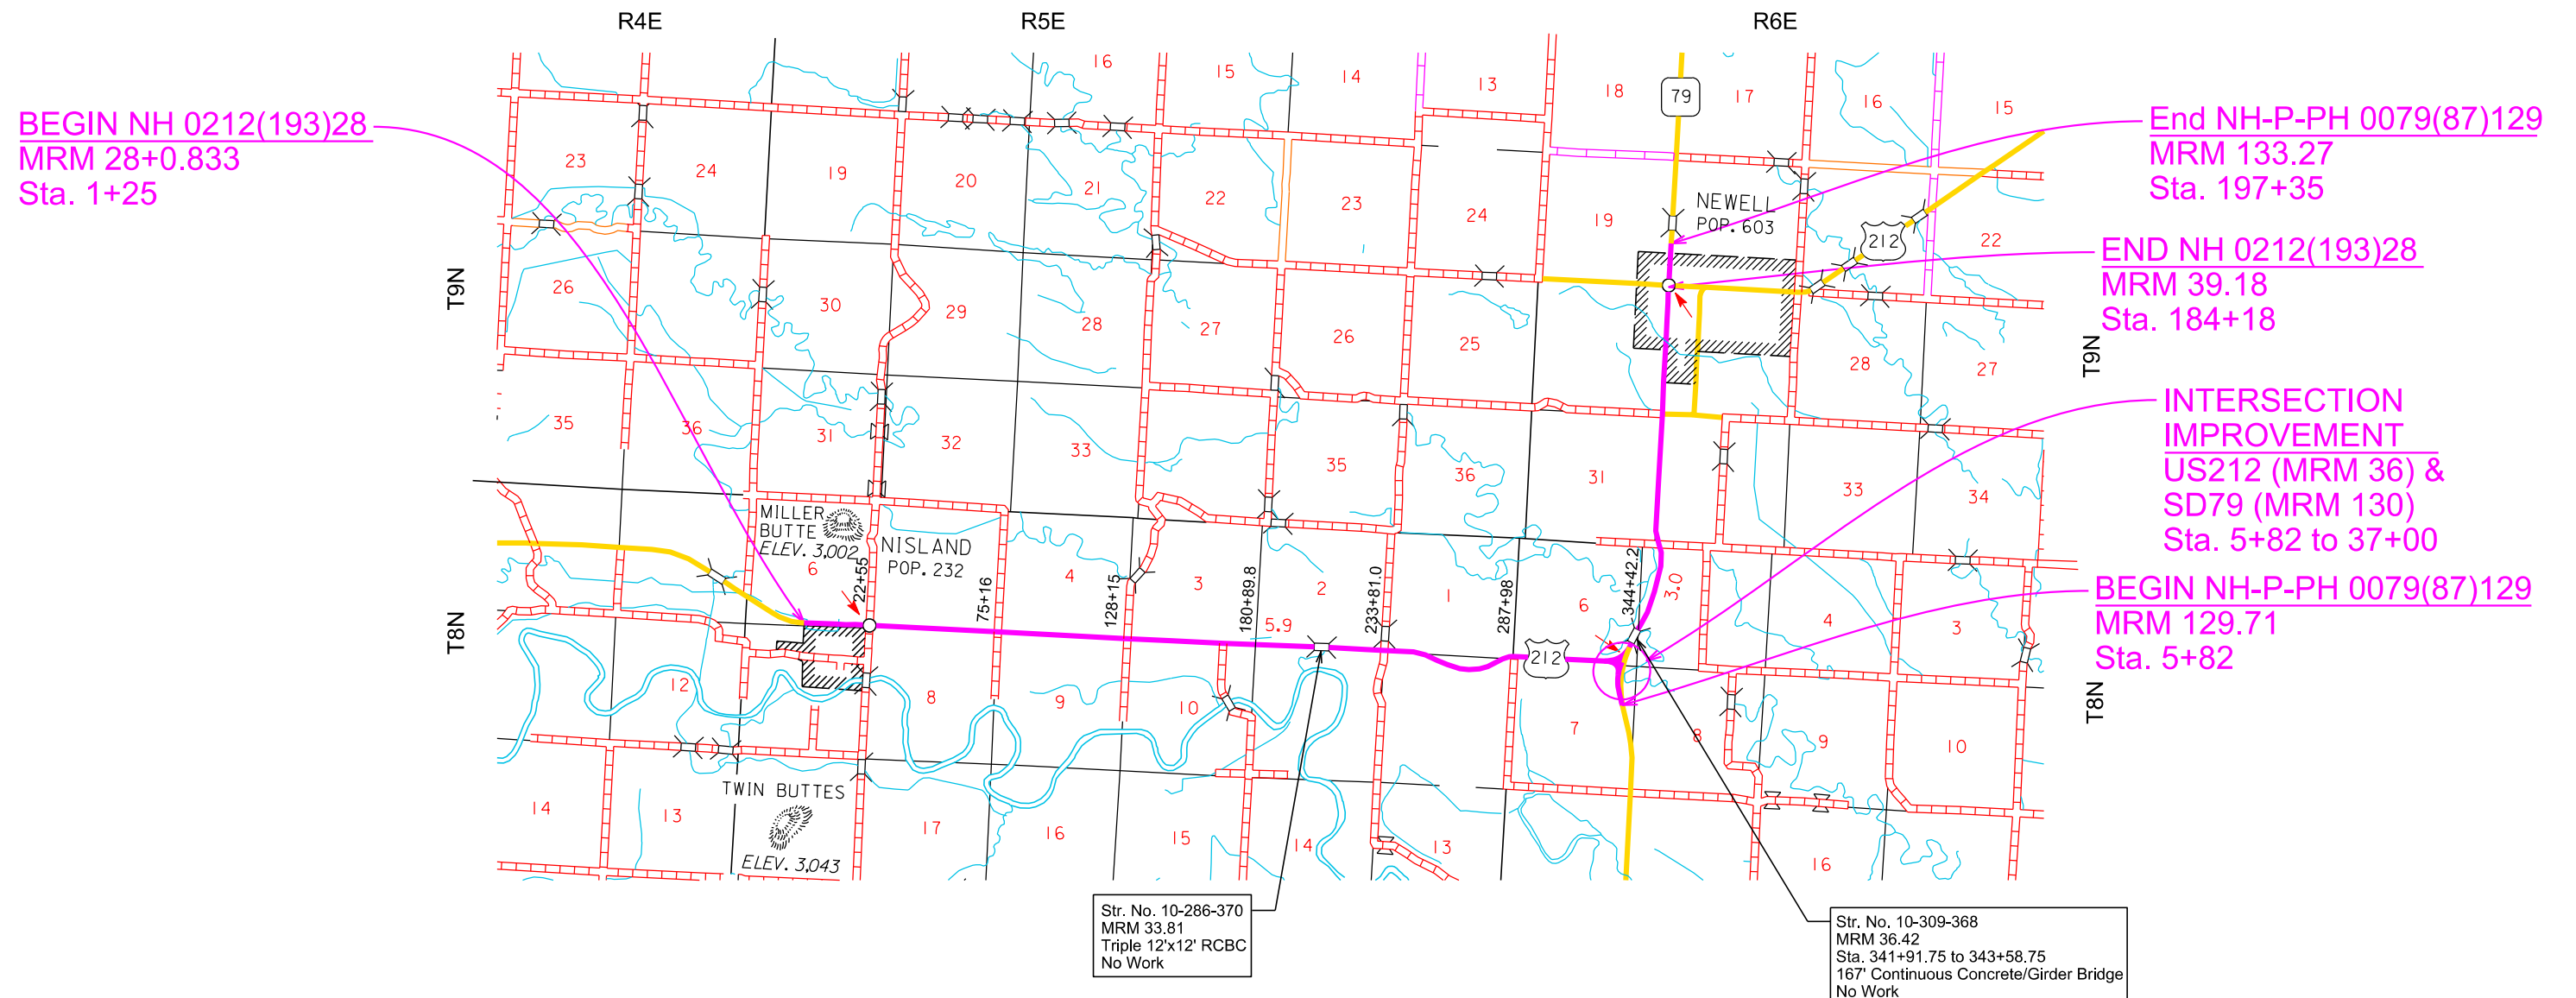 R4E
R5E
R6E
BEGIN NH 0212(193)28
MRM 28+0.833
Sta. 1+25
End NH-P-PH 0079(87)129
MRM 133.27
Sta. 197+35
END NH 0212(193)28
MRM 39.18
Sta. 184+18
INTERSECTION
IMPROVEMENT
US212 (MRM 36) &
SD79 (MRM 130)
Sta. 5+82 to 37+00
BEGIN NH-P-PH 0079(87)129
MRM 129.71
Sta. 5+82
T9N
T8N
T9N
T8N
16
15
14
13
18
79
17
16
15
23
24
19
20
21
22
23
24
19
NEWELL
POP. 603
212
22
26
30
29
28
27
26
25
28
27
35
36
31
32
33
35
36
31
33
34
MILLER
BUTTE
ELEV. 3,002
NISLAND
POP. 232
6
22+55
75+16
4
128+15
3
180+89.8
2
5.9
233+81.0
1
287+98
6
344+42.2
3.0
4
3
212
12
8
9
10
7
8
9
10
TWIN BUTTES
ELEV. 3,043
14
13
17
16
15
14
13
16
Str. No. 10-286-370
MRM 33.81
Triple 12'x12' RCBC
No Work
Str. No. 10-309-368
MRM 36.42
Sta. 341+91.75 to 343+58.75
167' Continuous Concrete/Girder Bridge
No Work